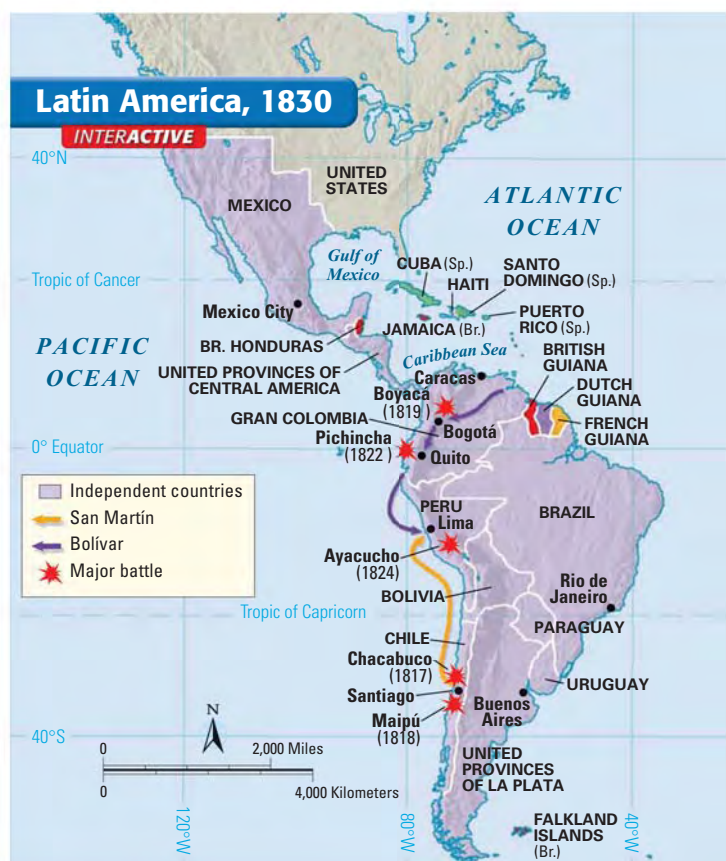 Latin America, 1830
INTERACTIVE
40°N
UNITED
STATES
MEXICO
ATLANTIC
OCEAN
Gulf of
Mexico
CUBA (Sp.)
HAITI
SANTO
DOMINGO (Sp.)
Tropic of Cancer
Mexico City
JAMAICA (Br.)
PUERTO
RICO (Sp.)
PACIFIC
OCEAN
BR. HONDURAS
Caribbean Sea
UNITED PROVINCES OF
CENTRAL AMERICA
BRITISH
GUIANA
DUTCH
GUIANA
FRENCH
GUIANA
Caracas
Boyacá
(1819)
GRAN COLOMBIA
Bogotá
0° Equator
Pichincha
(1822)
Quito
Independent countries
San Martín
Bolívar
Major battle
PERU
Lima
BRAZIL
Ayacucho
(1824)
BOLIVIA
Rio de
Janeiro
Tropic of Capricorn
PARAGUAY
CHILE
Chacabuco
(1817)
Santiago
URUGUAY
Buenos
Aires
Maipú
(1818)
40°S
N
0
2,000 Miles
0
4,000 Kilometers
UNITED
PROVINCES
OF LA PLATA
FALKLAND
ISLANDS
(Br.)
120°W
80°W
40°W